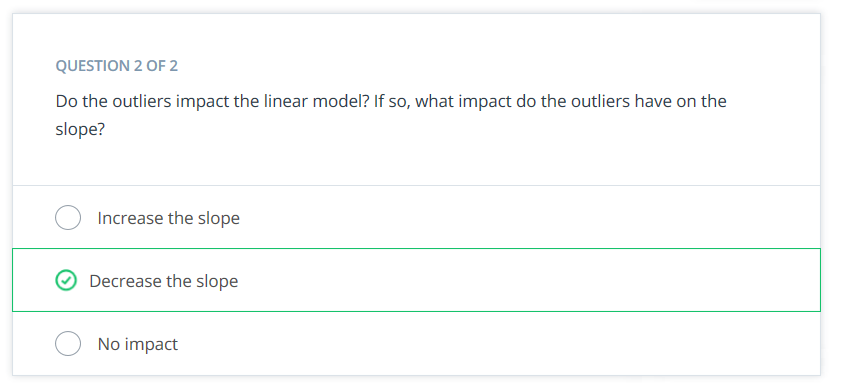 QUESTION 2 OF 2
Do the outliers impact the linear model? If so, what impact do the outliers have on the
slope?
Increase the slope
Decrease the slope
No impact